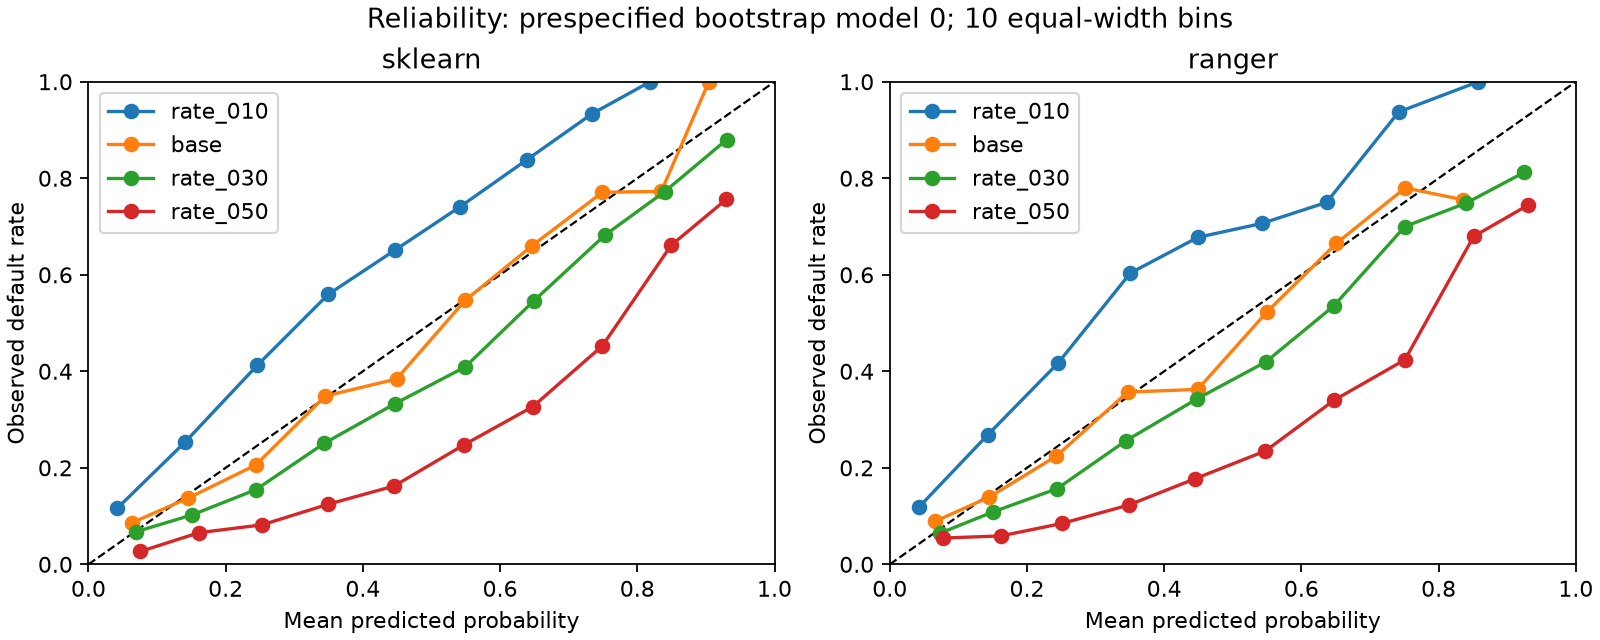 Reliability: prespecified bootstrap model 0; 10 equal-width bins
sklearn
1.0
0.8
0.6
0.4
0.2
0.0
Observed default rate
rate_010
base
rate_030
rate_050
0.0 0.2 0.4 0.6 0.8 1.0
Mean predicted probability
ranger
1.0
0.8
0.6
0.4
0.2
0.0
Observed default rate
rate_010
base
rate_030
rate_050
0.0 0.2 0.4 0.6 0.8 1.0
Mean predicted probability